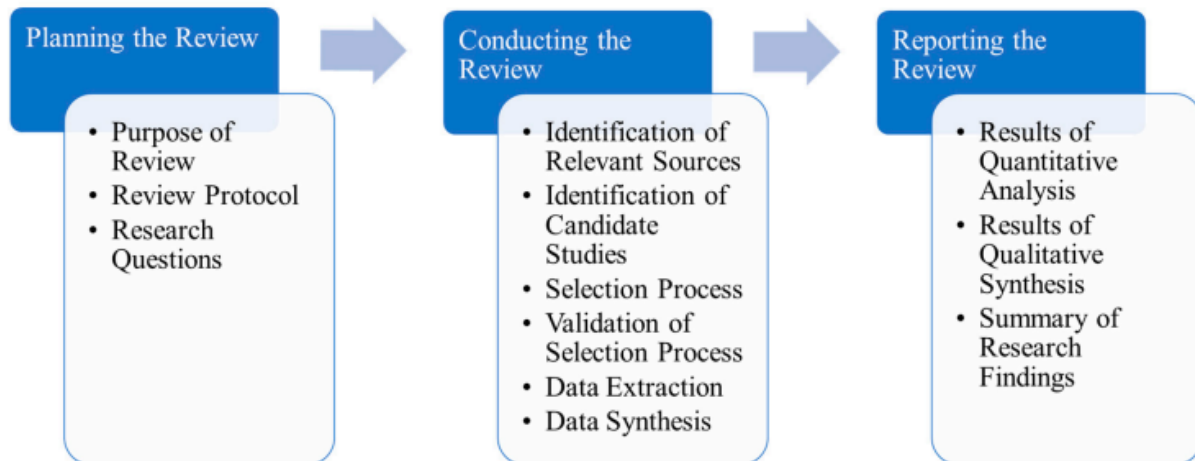 Planning the Review
• Purpose of
Review
• Review Protocol
• Research
Questions
Conducting the
Review
• Identification of
Relevant Sources
• Identification of
Candidate
Studies
• Selection Process
• Validation of
Selection Process
• Data Extraction
• Data Synthesis
Reporting the
Review
• Results of
Quantitative
Analysis
• Results of
Qualitative
Synthesis
• Summary of
Research
Findings